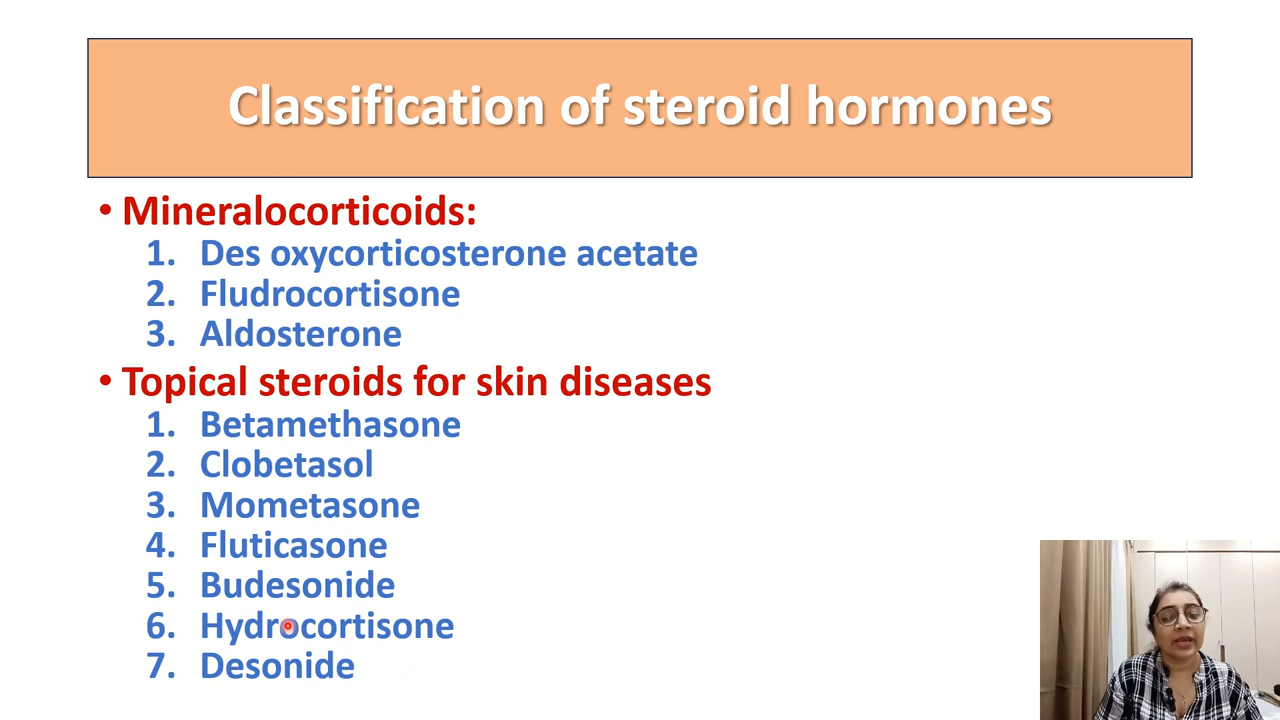 Classification of steroid hormones
• Mineralocorticoids:
1. Des oxycorticosterone acetate
2. Fludrocortisone
3. Aldosterone
• Topical steroids for skin diseases
1. Betamethasone
2. Clobetasol
3. Mometasone
4. Fluticasone
5. Budesonide
6. Hydrocortisone
7. Desonide